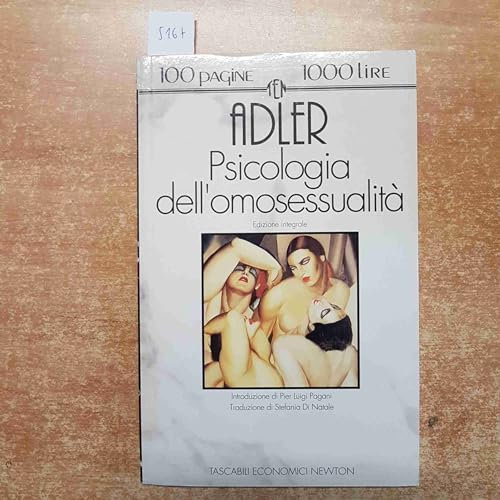 5167
100 pagine 1000 lire
TEN
ADLER
Psicologia
dell'omosessualità
Edizione integrale
Introduzione di Pier Luigi Pagani
Traduzione di Stefania Di Natale
TASCABILI ECONOMICI NEWTON